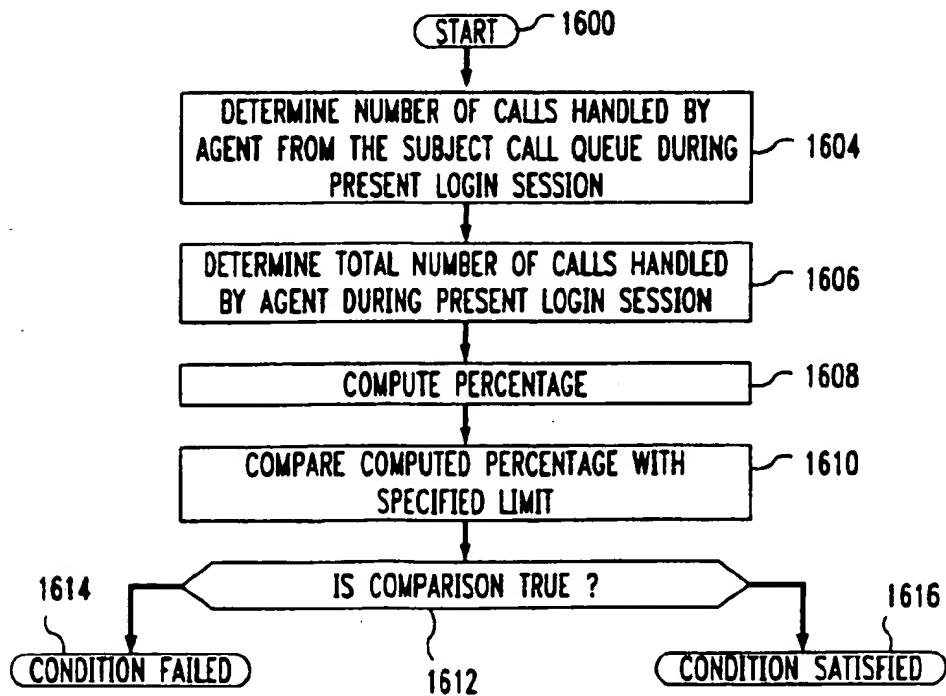 START
1600
DETERMINE NUMBER OF CALLS HANDLED BY
AGENT FROM THE SUBJECT CALL QUEUE DURING
PRESENT LOGIN SESSION
1604
DETERMINE TOTAL NUMBER OF CALLS HANDLED
BY AGENT DURING PRESENT LOGIN SESSION
1606
COMPUTE PERCENTAGE
1608
COMPARE COMPUTED PERCENTAGE WITH
SPECIFIED LIMIT
1610
IS COMPARISON TRUE ?
1612
1614
CONDITION FAILED
1616
CONDITION SATISFIED